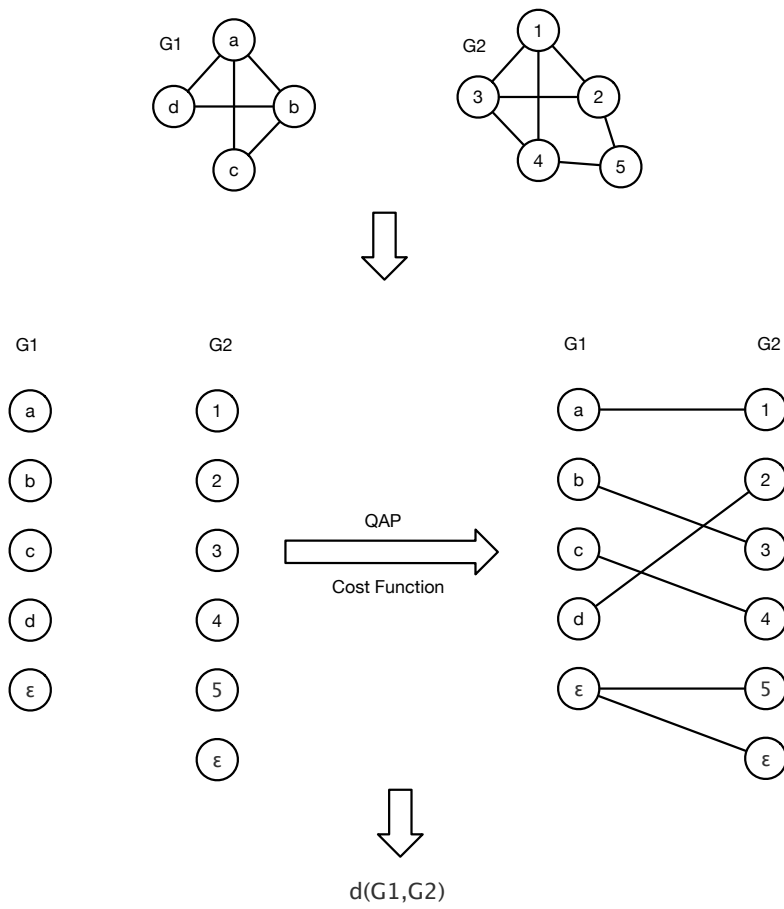 G1
a
d
b
c
G2
1
3
2
4
5
G1 G2 G1 G2
a 1 a 1
b 2 b 2
c 3 QAP c 3
Cost Function
d 4 d 4
ε 5 ε 5
ε ε
d(G1,G2)